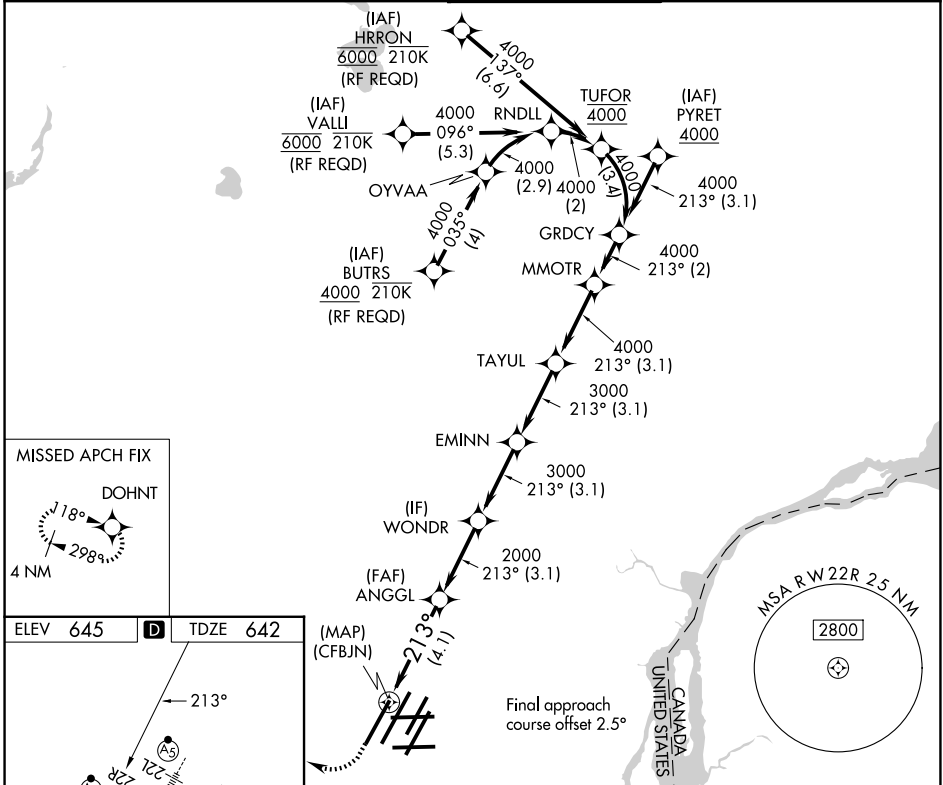 (IAF)
HRRON
6000 210K
(RF REQD)
4000
137°
(6.6)
(IAF)
VALLI
6000 210K
(RF REQD)
4000
096°
(5.3)
RNDLL
TUFOR
4000
(IAF)
PYRET
4000
OYVAA
4000
(2.9)
4000
(2)
4000
(3.4)
4000
213° (3.1)
4000
035°
(4)
(IAF)
BUTRS
4000 210K
(RF REQD)
GRDCY
4000
213° (2)
MMOTR
4000
213° (3.1)
TAYUL
3000
213° (3.1)
EMINN
3000
213° (3.1)
(IF)
WONDR
2000
213° (3.1)
(FAF)
ANGGL
213°
(4.1)
(MAP)
(CFBJN)
MISSED APCH FIX
DOHNT
118°
298°
4 NM
ELEV 645 D TDZE 642
213°
A5
22R
22L
Final approach
course offset 2.5°
CANADA
UNITED STATES
MSA RW22R 25 NM
2800